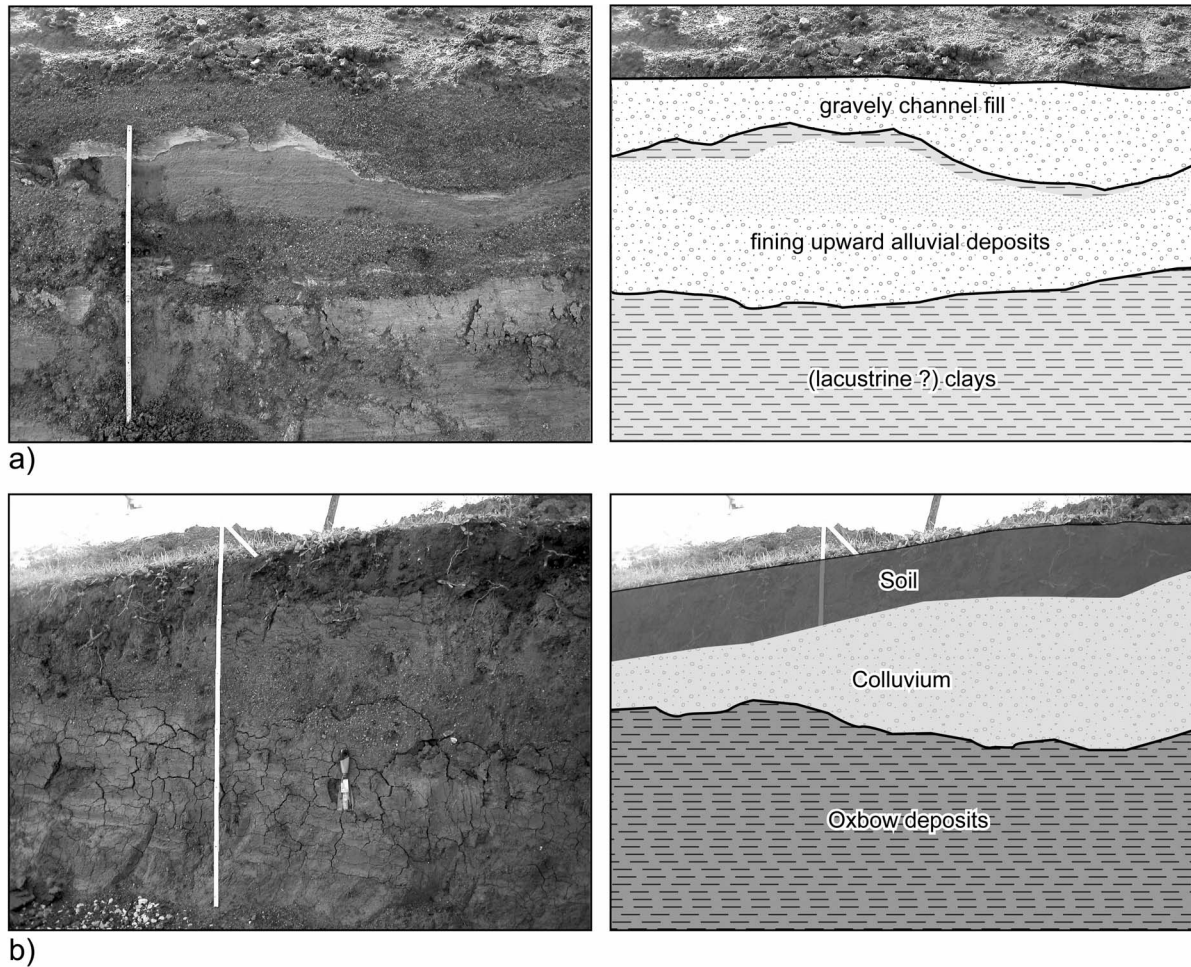 gravely channel fill
fining upward alluvial deposits
(lacustrine ?) clays
a)
Soil
Colluvium
Oxbow deposits
b)